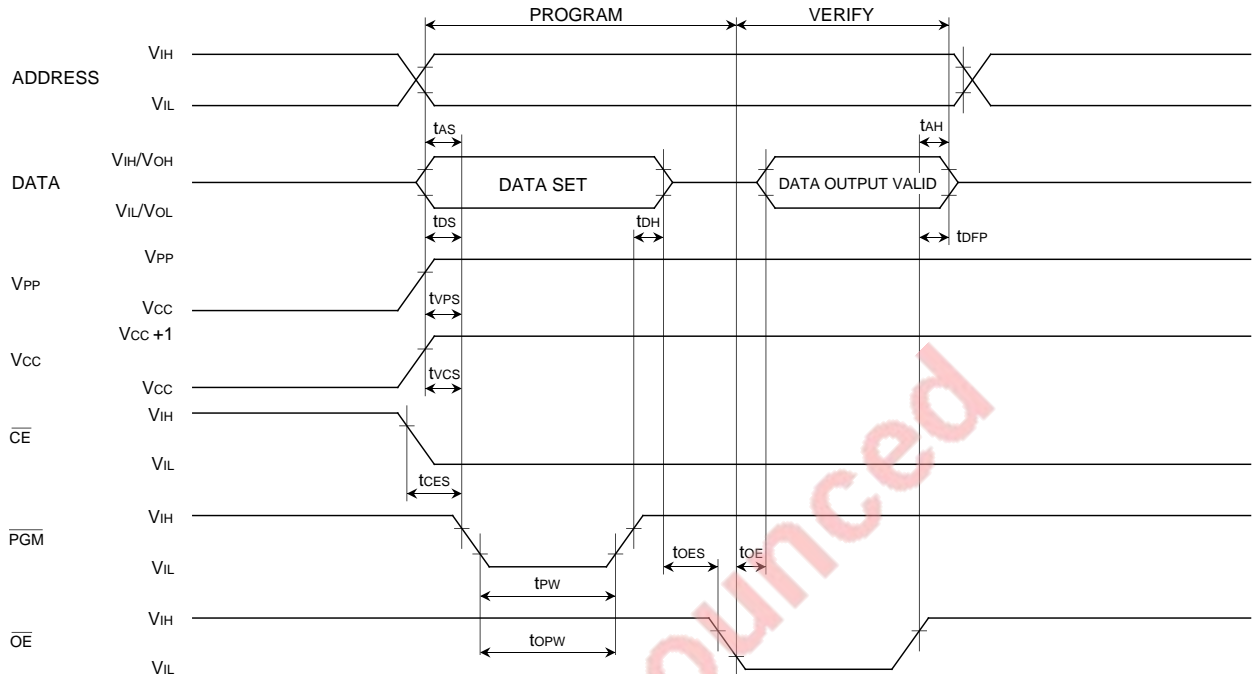 PROGRAM VERIFY
VIH
ADDRESS
VIL
tAS tAH
VIH/VOH
DATA DATA SET DATA OUTPUT VALID
VIL/VOL
tDS tDH tDFP
VPP
VPP
tVPS
VCC
VCC +1
VCC
tVCS
VCC
VIH
CE
VIL
tCES
VIH
PGM
VIL
tOES tOE
tPW
VIH
OE
tOPW
VIL
ounced